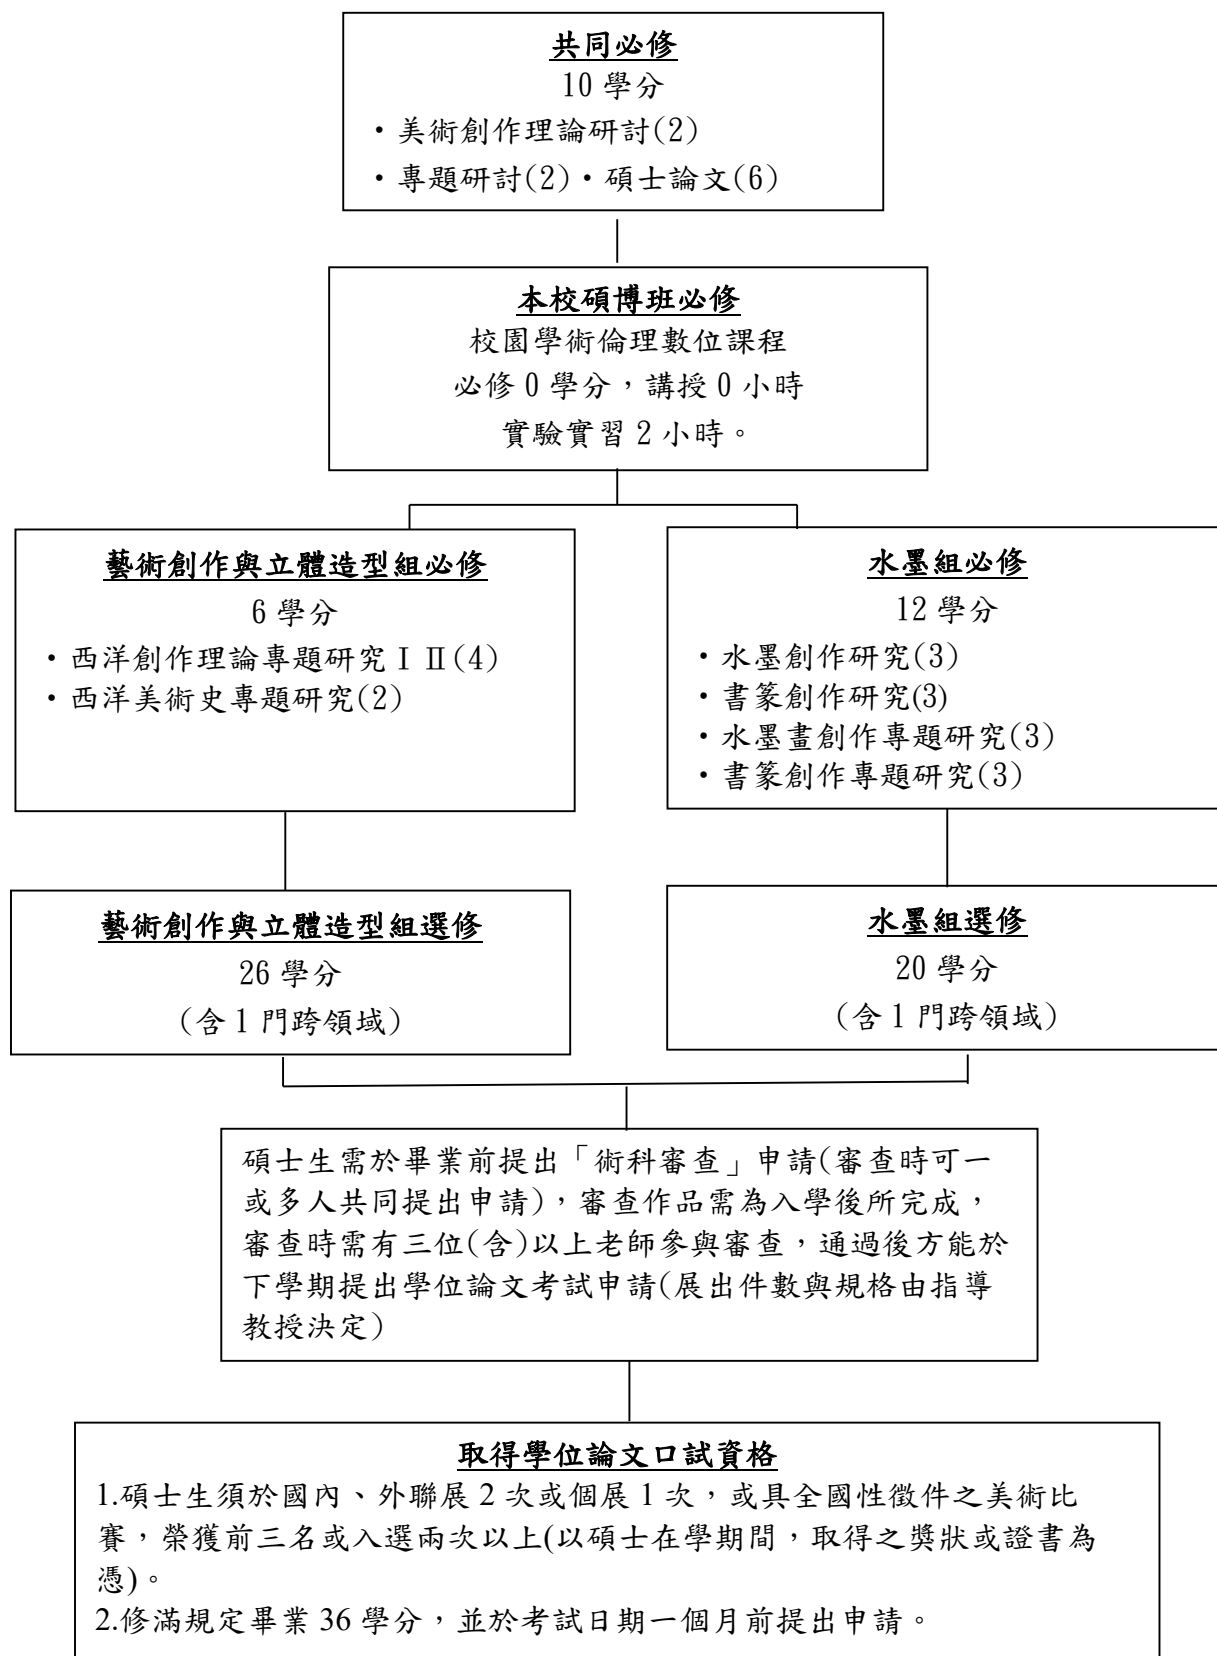 共同必修
10 學分
・美術創作理論研討(2)
・專題研討(2)・碩士論文(6)
本校碩博班必修
校園學術倫理數位課程
必修 0 學分，講授 0 小時
實驗實習 2 小時。
藝術創作與立體造型組必修
6 學分
・西洋創作理論專題研究ⅠⅡ(4)
・西洋美術史專題研究(2)
水墨組必修
12 學分
・水墨創作研究(3)
・書篆創作研究(3)
・水墨畫創作專題研究(3)
・書篆創作專題研究(3)
藝術創作與立體造型組選修
26 學分
(含 1 門跨領域)
水墨組選修
20 學分
(含 1 門跨領域)
碩士生需於畢業前提出「術科審查」申請(審查時可一
或多人共同提出申請)，審查作品需為入學後所完成，
審查時需有三位(含)以上老師參與審查，通過後方能於
下學期提出學位論文考試申請(展出件數與規格由指導
教授決定)
取得學位論文口試資格
1.碩士生須於國內、外聯展 2 次或個展 1 次，或具全國性徵件之美術比
賽，榮獲前三名或入選兩次以上(以碩士在學期間，取得之獎狀或證書為
憑)。
2.修滿規定畢業 36 學分，並於考試日期一個月前提出申請。